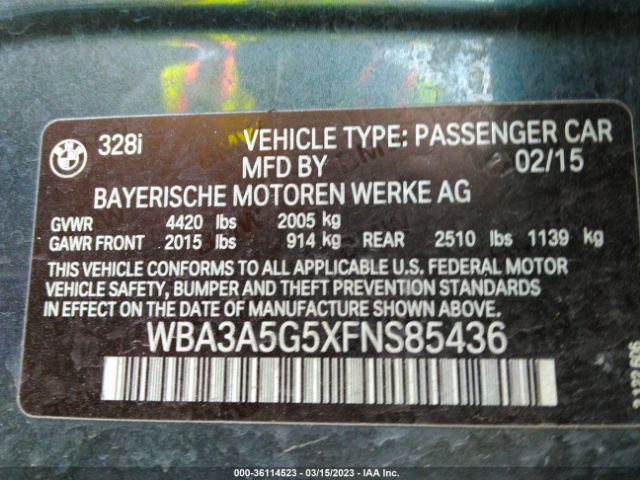 BMW
328i VEHICLE TYPE: PASSENGER CAR
MFD BY 02/15
BAYERISCHE MOTOREN WERKE AG
GVWR 4420 lbs 2005 kg
GAWR FRONT 2015 lbs 914 kg REAR 2510 lbs 1139 kg
THIS VEHICLE CONFORMS TO ALL APPLICABLE U.S. FEDERAL MOTOR
VEHICLE SAFETY, BUMPER AND THEFT PREVENTION STANDARDS
IN EFFECT ON THE DATE OF MANUFACTURE SHOWN ABOVE.
WBA3A5G5XFNS85436
000-36114523 - 03/15/2023 - IAA Inc.